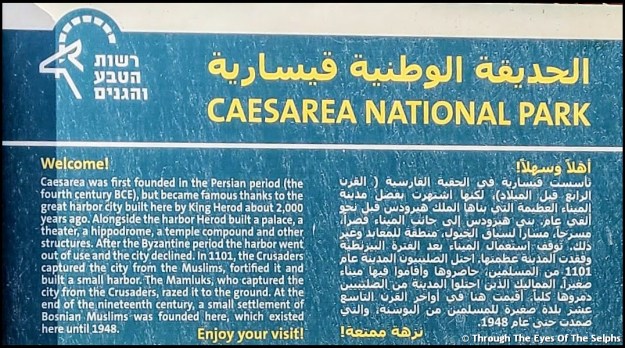 רשות
הטבע
והגנים
الحديقة الوطنية قيسارية
CAESAREA NATIONAL PARK
Welcome!
Caesarea was first founded in the Persian period (the
fourth century BCE), but became famous thanks to the
great harbor city built here by King Herod about 2,000
years ago. Alongside the harbor Herod built a palace, a
theater, a hippodrome, a temple compound and other
structures. After the Byzantine period the harbor went
out of use and the city declined. In 1101, the Crusaders
captured the city from the Muslims, fortified it and
built a small harbor. The Mamluks, who captured the
city from the Crusaders, razed it to the ground. At the
end of the nineteenth century, a small settlement of
Bosnian Muslims was founded here, which existed
here until 1948.
Enjoy your visit!
أهلاً وسهلاً!
تأسست قيسارية في الحقبة الفارسية ( القرن
الرابع قبل الميلاد)، لكنها اشتهرت بفضل مدينة
الميناء العظيمة التي بناها الملك هيرودس قبل نحو
ألفي عام. بنى هيرودس إلى جانب الميناء قصراً،
مسرحاً، مساراً لسباق الخيول، منطقة للمعابد وغير
ذلك. توقف إستعمال الميناء بعد الفترة البيزنطية
وفقدت المدينة عظمتها. احتل الصليبيون المدينة عام
1101 من المسلمين، حاصروها وأقاموا فيها ميناء
صغيراً. المماليك الذين احتلوا المدينة من الصليبيين
دمروها كلياً. أقيمت هنا في أواخر القرن التاسع
عشر بلدة صغيرة للمسلمين من البوسنة، والتي
صمدت حتى عام 1948.
نزهة ممتعة!
© Through The Eyes Of The Selphs